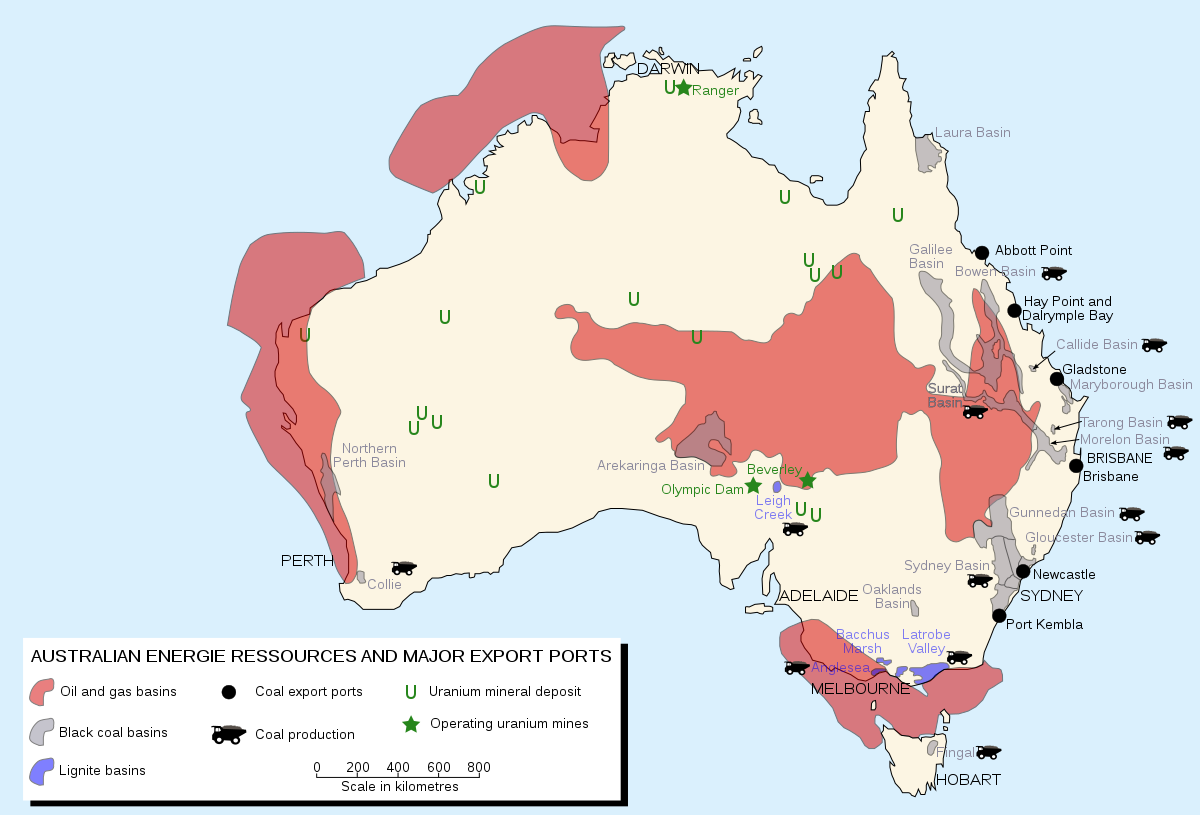 DARWIN
U
Ranger
Laura Basin
U
U
U
Galilee
Basin
Abbott Point
Bowen Basin
U
U
U
U
Hay Point and
Dalrymple Bay
U
U
U
Callide Basin
Gladstone
Maryborough Basin
Surat
Basin
U
U
U
Tarong Basin
Morelon Basin
BRISBANE
Brisbane
Northern
Perth Basin
Arekaringa Basin
Beverley
Olympic Dam
U
Leigh
Creek
U
U
Gunnedan Basin
Gloucester Basin
PERTH
Collie
Sydney Basin
Newcastle
ADELAIDE
Oaklands
Basin
SYDNEY
Port Kembla
Bacchus
Marsh
Latrobe
Valley
Anglesea
MELBOURNE
Fingal
HOBART
AUSTRALIAN ENERGIE RESSOURCES AND MAJOR EXPORT PORTS
Oil and gas basins
Coal export ports
U
Uranium mineral deposit
Black coal basins
Coal production
Operating uranium mines
Lignite basins
0 200 400 600 800
Scale in kilometres